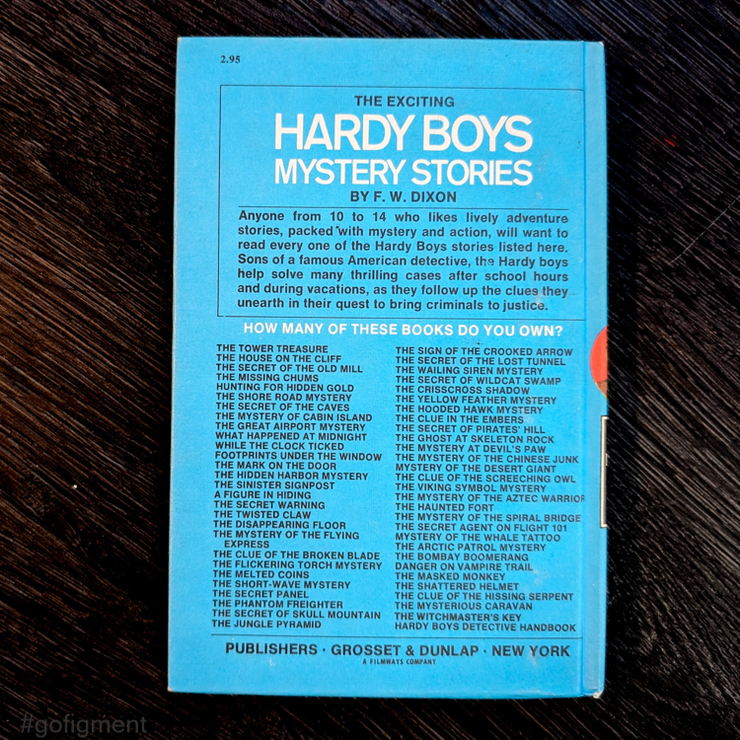 2.95
THE EXCITING
HARDY BOYS
MYSTERY STORIES
BY F. W. DIXON
Anyone from 10 to 14 who likes lively adventure
stories, packed with mystery and action, will want to
read every one of the Hardy Boys stories listed here.
Sons of a famous American detective, the Hardy boys
help solve many thrilling cases after school hours
and during vacations, as they follow up the clues they
unearth in their quest to bring criminals to justice.
HOW MANY OF THESE BOOKS DO YOU OWN?
THE TOWER TREASURE
THE HOUSE ON THE CLIFF
THE SECRET OF THE OLD MILL
THE MISSING CHUMS
HUNTING FOR HIDDEN GOLD
THE SHORE ROAD MYSTERY
THE SECRET OF THE CAVES
THE MYSTERY OF CABIN ISLAND
THE GREAT AIRPORT MYSTERY
WHAT HAPPENED AT MIDNIGHT
WHILE THE CLOCK TICKED
FOOTPRINTS UNDER THE WINDOW
THE MARK ON THE DOOR
THE HIDDEN HARBOR MYSTERY
THE SINISTER SIGNPOST
A FIGURE IN HIDING
THE SECRET WARNING
THE TWISTED CLAW
THE DISAPPEARING FLOOR
THE MYSTERY OF THE FLYING
EXPRESS
THE CLUE OF THE BROKEN BLADE
THE FLICKERING TORCH MYSTERY
THE MELTED COINS
THE SHORT-WAVE MYSTERY
THE SECRET PANEL
THE PHANTOM FREIGHTER
THE SECRET OF SKULL MOUNTAIN
THE JUNGLE PYRAMID
THE SIGN OF THE CROOKED ARROW
THE SECRET OF THE LOST TUNNEL
THE WAILING SIREN MYSTERY
THE SECRET OF WILDCAT SWAMP
THE CRISSCROSS SHADOW
THE YELLOW FEATHER MYSTERY
THE HOODED HAWK MYSTERY
THE CLUE IN THE EMBERS
THE SECRET OF PIRATES' HILL
THE GHOST AT SKELETON ROCK
THE MYSTERY AT DEVIL'S PAW
THE MYSTERY OF THE CHINESE JUNK
MYSTERY OF THE DESERT GIANT
THE CLUE OF THE SCREECHING OWL
THE VIKING SYMBOL MYSTERY
THE MYSTERY OF THE AZTEC WARRIOR
THE HAUNTED FORT
THE MYSTERY OF THE SPIRAL BRIDGE
THE SECRET AGENT ON FLIGHT 101
MYSTERY OF THE WHALE TATTOO
THE ARCTIC PATROL MYSTERY
THE BOMBAY BOOMERANG
DANGER ON VAMPIRE TRAIL
THE MASKED MONKEY
THE SHATTERED HELMET
THE CLUE OF THE HISSING SERPENT
THE MYSTERIOUS CARAVAN
THE WITCHMASTER'S KEY
HARDY BOYS DETECTIVE HANDBOOK
PUBLISHERS · GROSSET & DUNLAP · NEW YORK
A FILMWAYS COMPANY
#gofigment